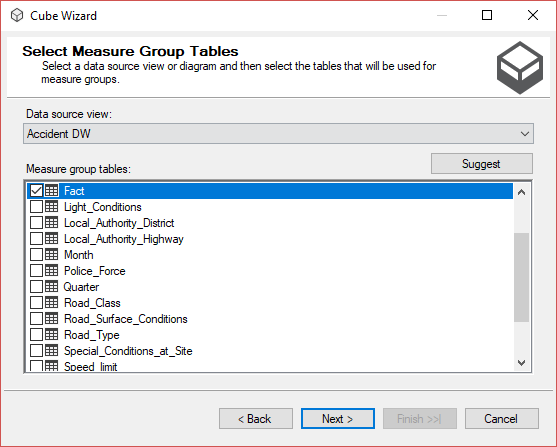 Cube Wizard
Select Measure Group Tables
Select a data source view or diagram and then select the tables that will be used for
measure groups.
Data source view:
Accident DW
Measure group tables:
Suggest
Fact
Light_Conditions
Local_Authority_District
Local_Authority_Highway
Month
Police_Force
Quarter
Road_Class
Road_Surface_Conditions
Road_Type
Special_Conditions_at_Site
Speed_limit
< Back
Next >
Finish >>|
Cancel